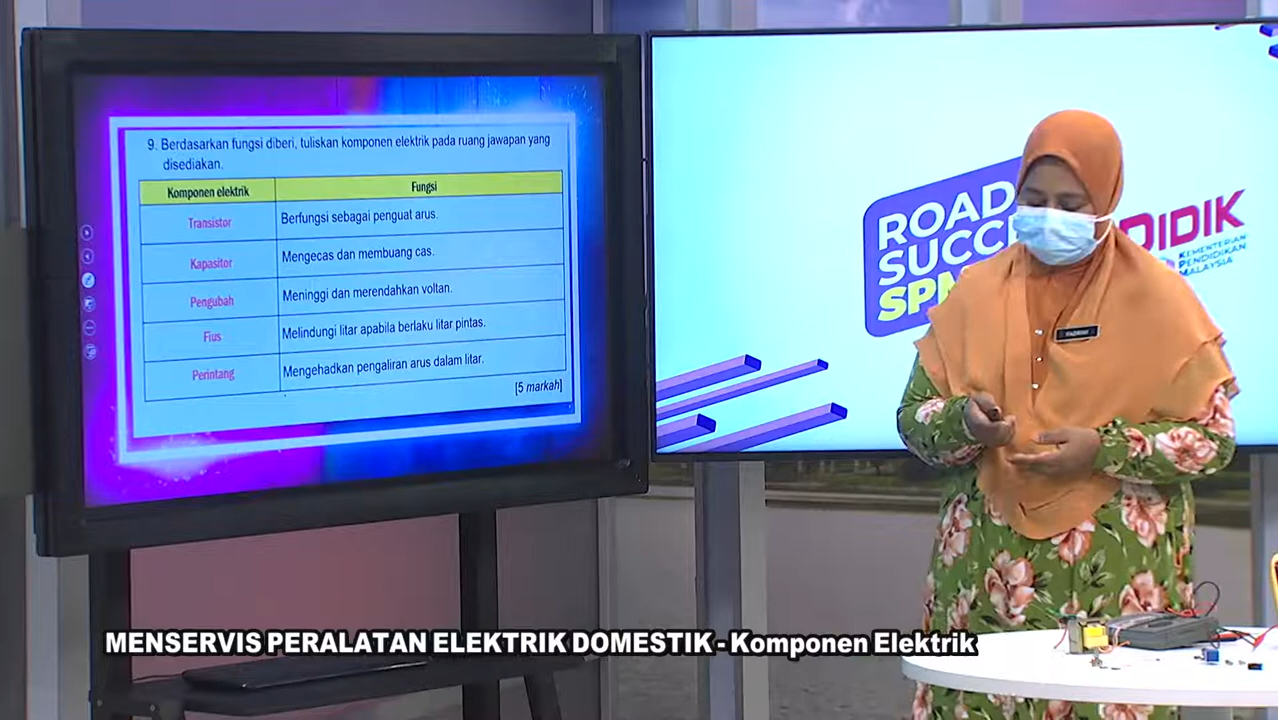 9. Berdasarkan fungsi diberi, tuliskan komponen elektrik pada ruang jawapan yang
disediakan.
Komponen elektrik
Fungsi
Transistor
Berfungsi sebagai penguat arus.
Kapasitor
Mengecas dan membuang cas.
Pengubah
Meninggi dan merendahkan voltan.
Fius
Melindungi litar apabila berlaku litar pintas.
Perintang
Mengehadkan pengaliran arus dalam litar.
[5 markah]
ROAD
SUCC
SPM
DIDIK
KEMENTERIAN
PENDIDIKAN
MALAYSIA
MENSERVIS PERALATAN ELEKTRIK DOMESTIK - Komponen Elektrik